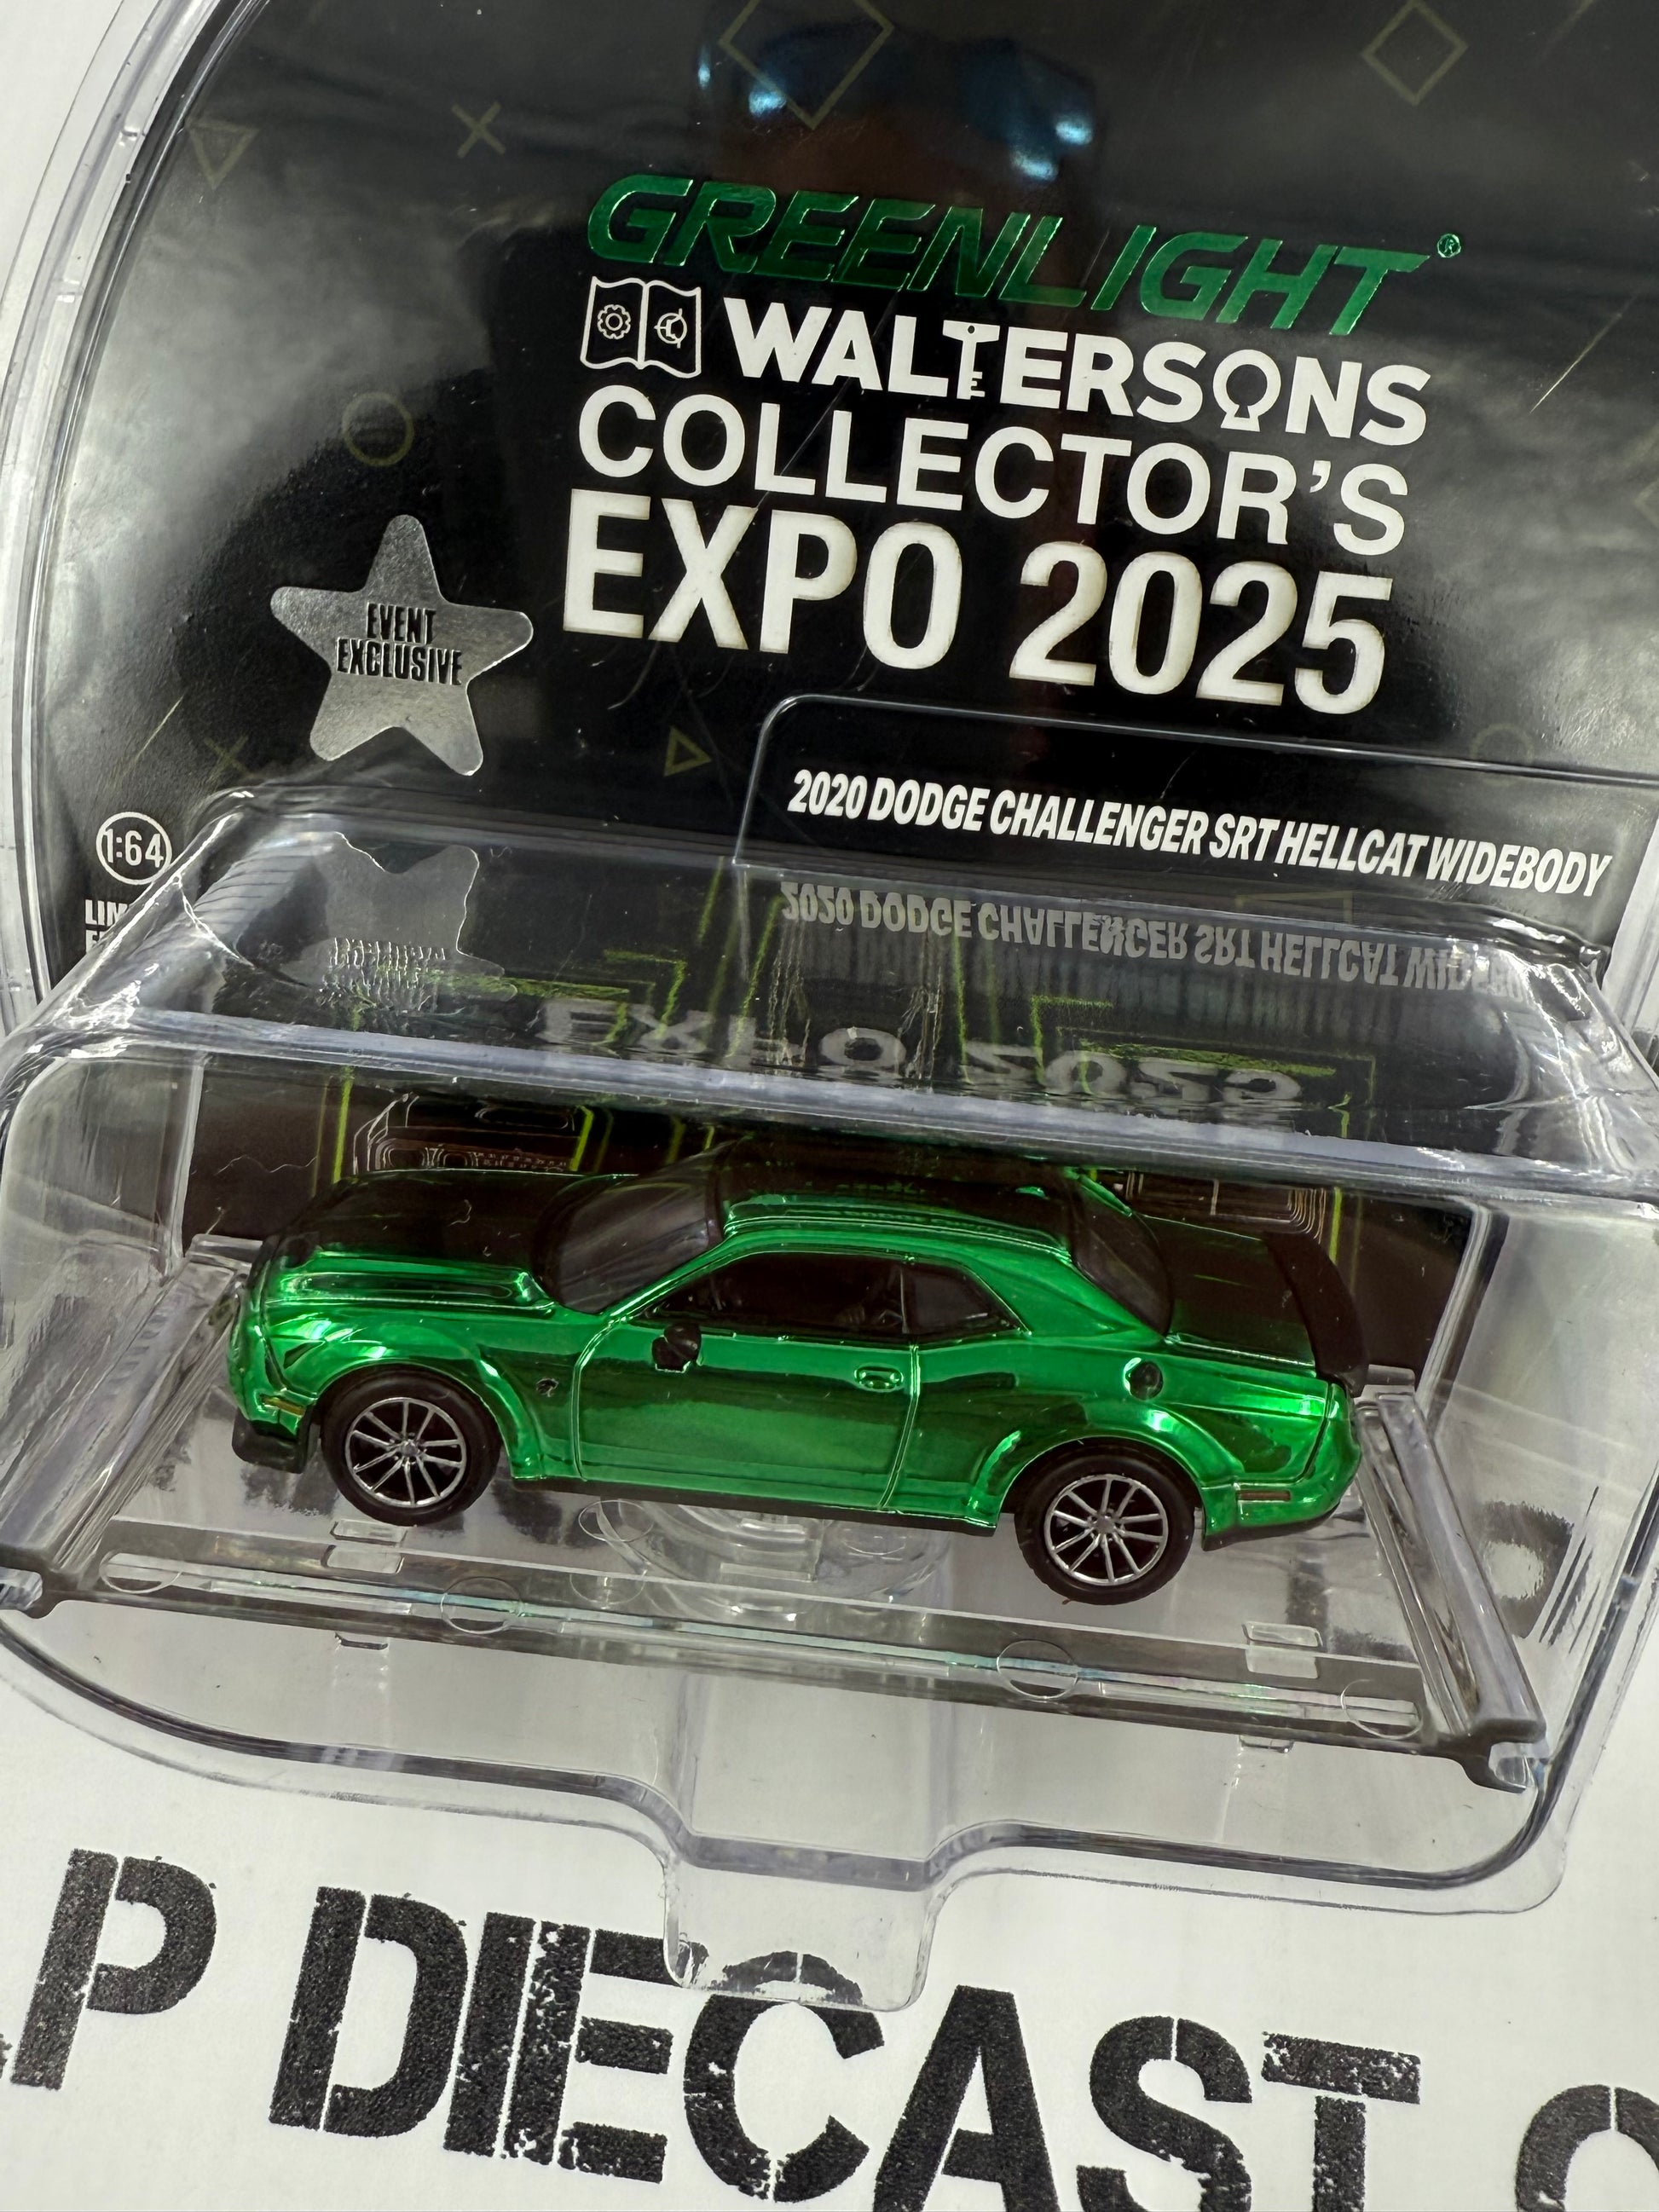 GREENLIGHT®
WALTERSONS
COLLECTOR'S
EXPO 2025
EVENT
EXCLUSIVE
2020 DODGE CHALLENGER SRT HELLCAT WIDEBODY
1:64
P DIECAST